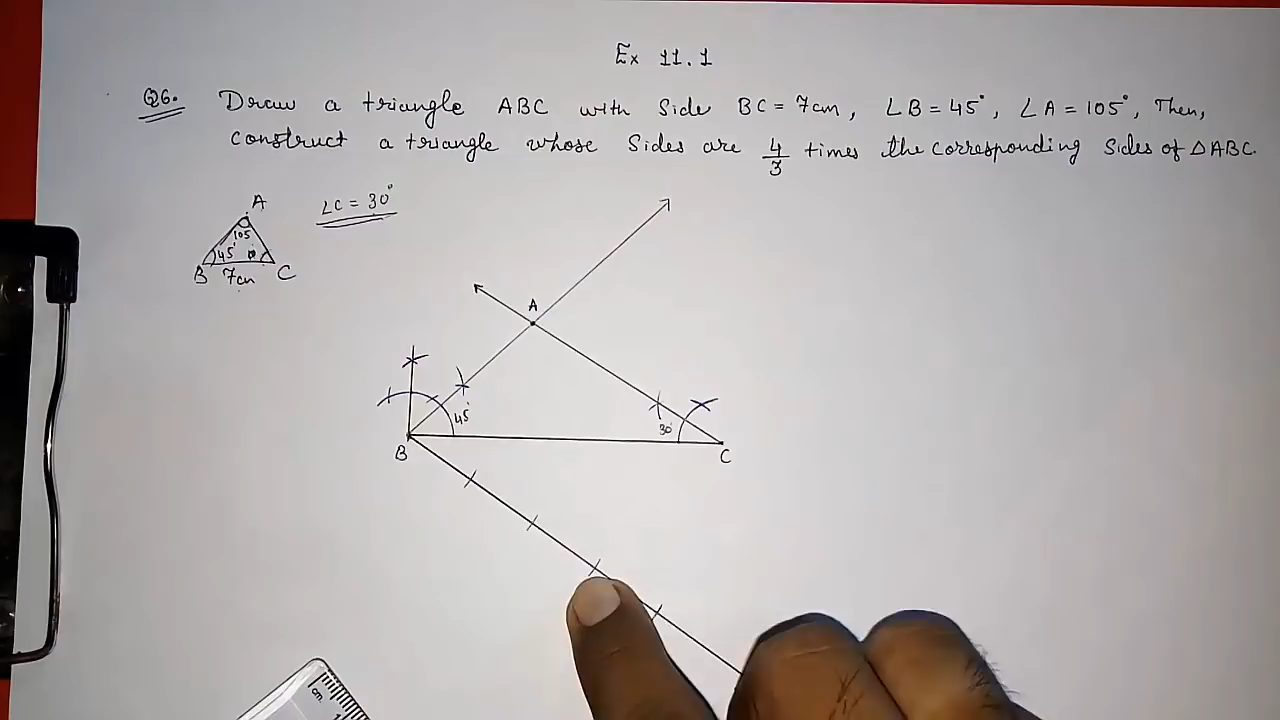 Ex 11.1
Q6. Draw a triangle ABC with Side BC = 7cm, ∠B = 45°, ∠A = 105°, Then,
construct a triangle whose Sides are 4/3 times the corresponding Sides of △ABC.
A
∠C = 30°
105°
45°
B 7cm C
A
45°
30°
B
C
cm